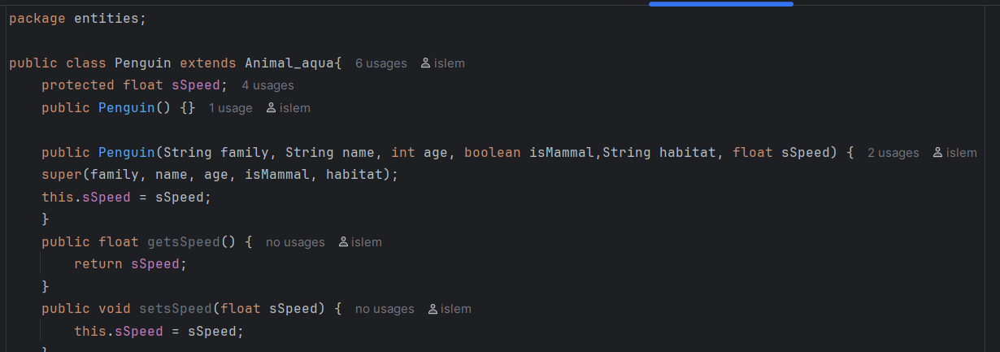 package entities;
public class Penguin extends Animal_aqua{ 6 usages islem
protected float sSpeed; 4 usages
public Penguin() {} 1 usage islem
public Penguin(String family, String name, int age, boolean isMammal,String habitat, float sSpeed) { 2 usages islem
super(family, name, age, isMammal, habitat);
this.sSpeed = sSpeed;
}
public float getsSpeed() { no usages islem
return sSpeed;
}
public void setsSpeed(float sSpeed) { no usages islem
this.sSpeed = sSpeed;
}